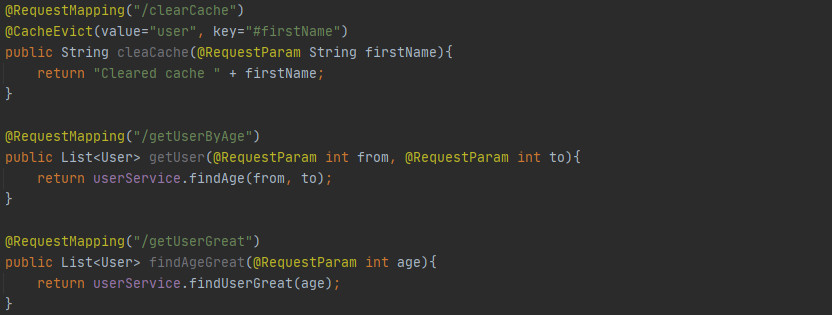 @RequestMapping("/clearCache")
@CacheEvict(value="user", key="#firstName")
public String cleaCache(@RequestParam String firstName){
    return "Cleared cache " + firstName;
}
@RequestMapping("/getUserByAge")
public List<User> getUser(@RequestParam int from, @RequestParam int to){
    return userService.findAge(from, to);
}
@RequestMapping("/getUserGreat")
public List<User> findAgeGreat(@RequestParam int age){
    return userService.findUserGreat(age);
}